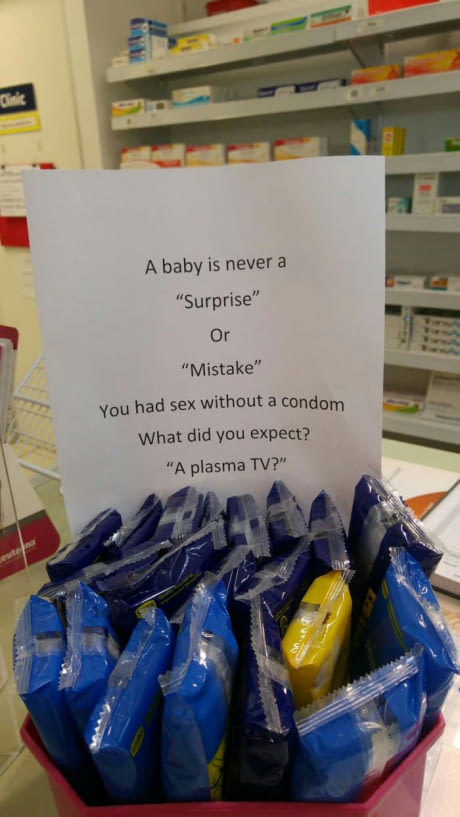 Clinic
A baby is never a
“Surprise”
Or
“Mistake”
You had sex without a condom
What did you expect?
“A plasma TV?”